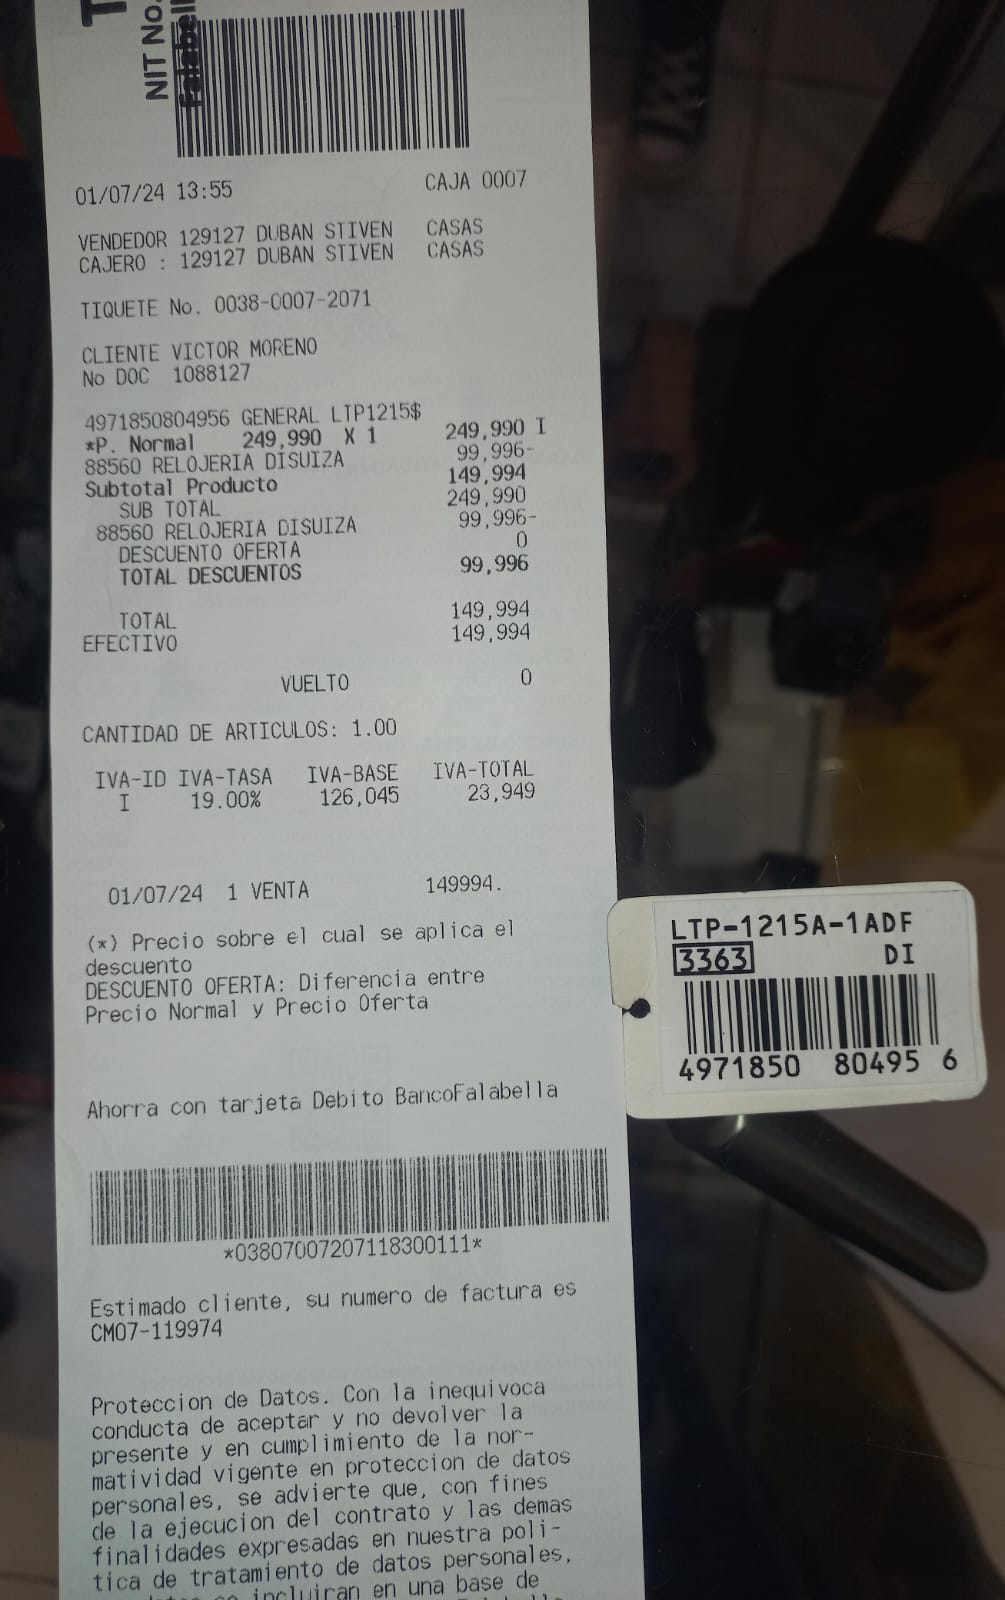 NIT No.
Falabell
01/07/24 13:55 CAJA 0007
VENDEDOR 129127 DUBAN STIVEN CASAS
CAJERO : 129127 DUBAN STIVEN CASAS
TIQUETE No. 0038-0007-2071
CLIENTE VICTOR MORENO
No DOC 1088127
4971850804956 GENERAL LTP1215$
*P. Normal 249,990 X 1 249,990 I
88560 RELOJERIA DISUIZA 99,996-
Subtotal Producto 149,994
SUB TOTAL 249,990
88560 RELOJERIA DISUIZA 99,996-
DESCUENTO OFERTA 0
TOTAL DESCUENTOS 99,996
TOTAL 149,994
EFECTIVO 149,994
VUELTO 0
CANTIDAD DE ARTICULOS: 1.00
IVA-ID IVA-TASA IVA-BASE IVA-TOTAL
I 19.00% 126,045 23,949
01/07/24 1 VENTA 149994.
(*) Precio sobre el cual se aplica el
descuento
DESCUENTO OFERTA: Diferencia entre
Precio Normal y Precio Oferta
Ahorra con tarjeta Debito BancoFalabella
*03807007207118300111*
Estimado cliente, su numero de factura es
CM07-119974
Proteccion de Datos. Con la inequivoca
conducta de aceptar y no devolver la
presente y en cumplimiento de la nor-
matividad vigente en proteccion de datos
personales, se advierte que, con fines
de la ejecucion del contrato y las demas
finalidades expresadas en nuestra poli-
tica de tratamiento de datos personales,
incluiran en una base de
LTP-1215A-1ADF
3363 DI
4971850 80495 6